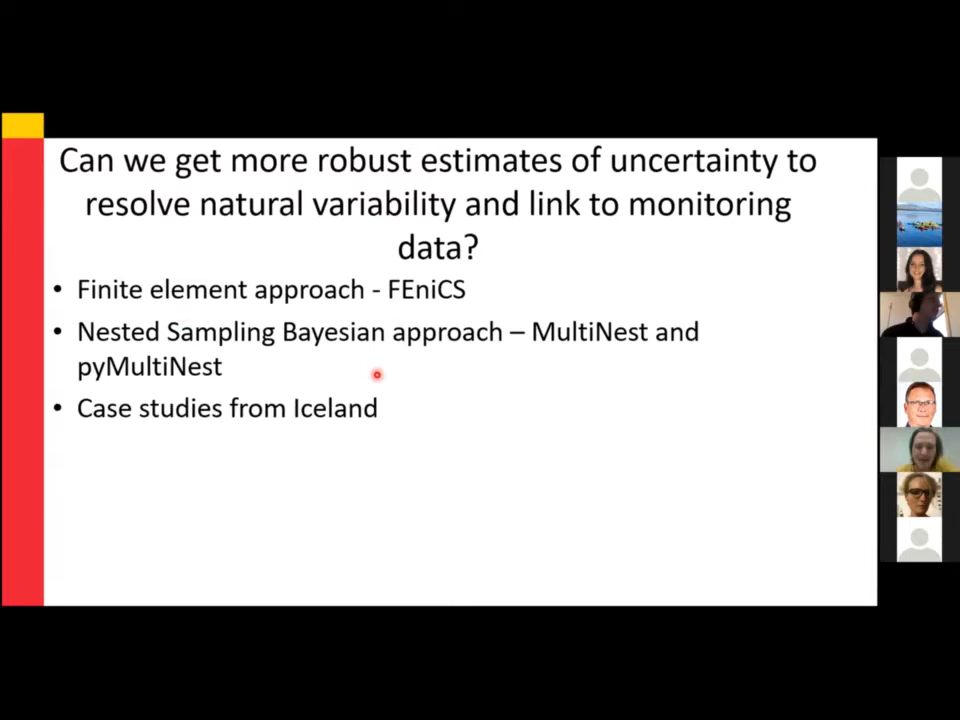 Can we get more robust estimates of uncertainty to
resolve natural variability and link to monitoring
data?
• Finite element approach - FEniCS
• Nested Sampling Bayesian approach – MultiNest and
pyMultiNest
• Case studies from Iceland